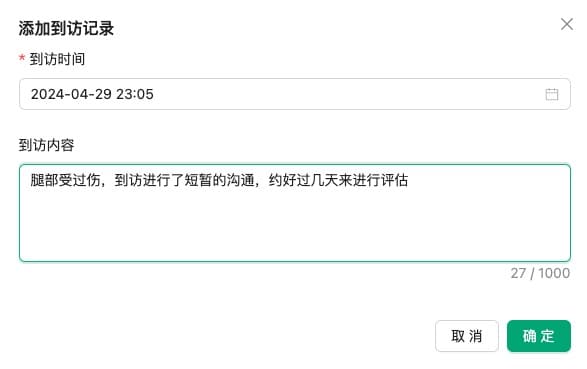 添加到访记录
* 到访时间
2024-04-29 23:05
到访内容
腿部受过伤，到访进行了短暂的沟通，约好过几天来进行评估
27 / 1000
取 消
确 定